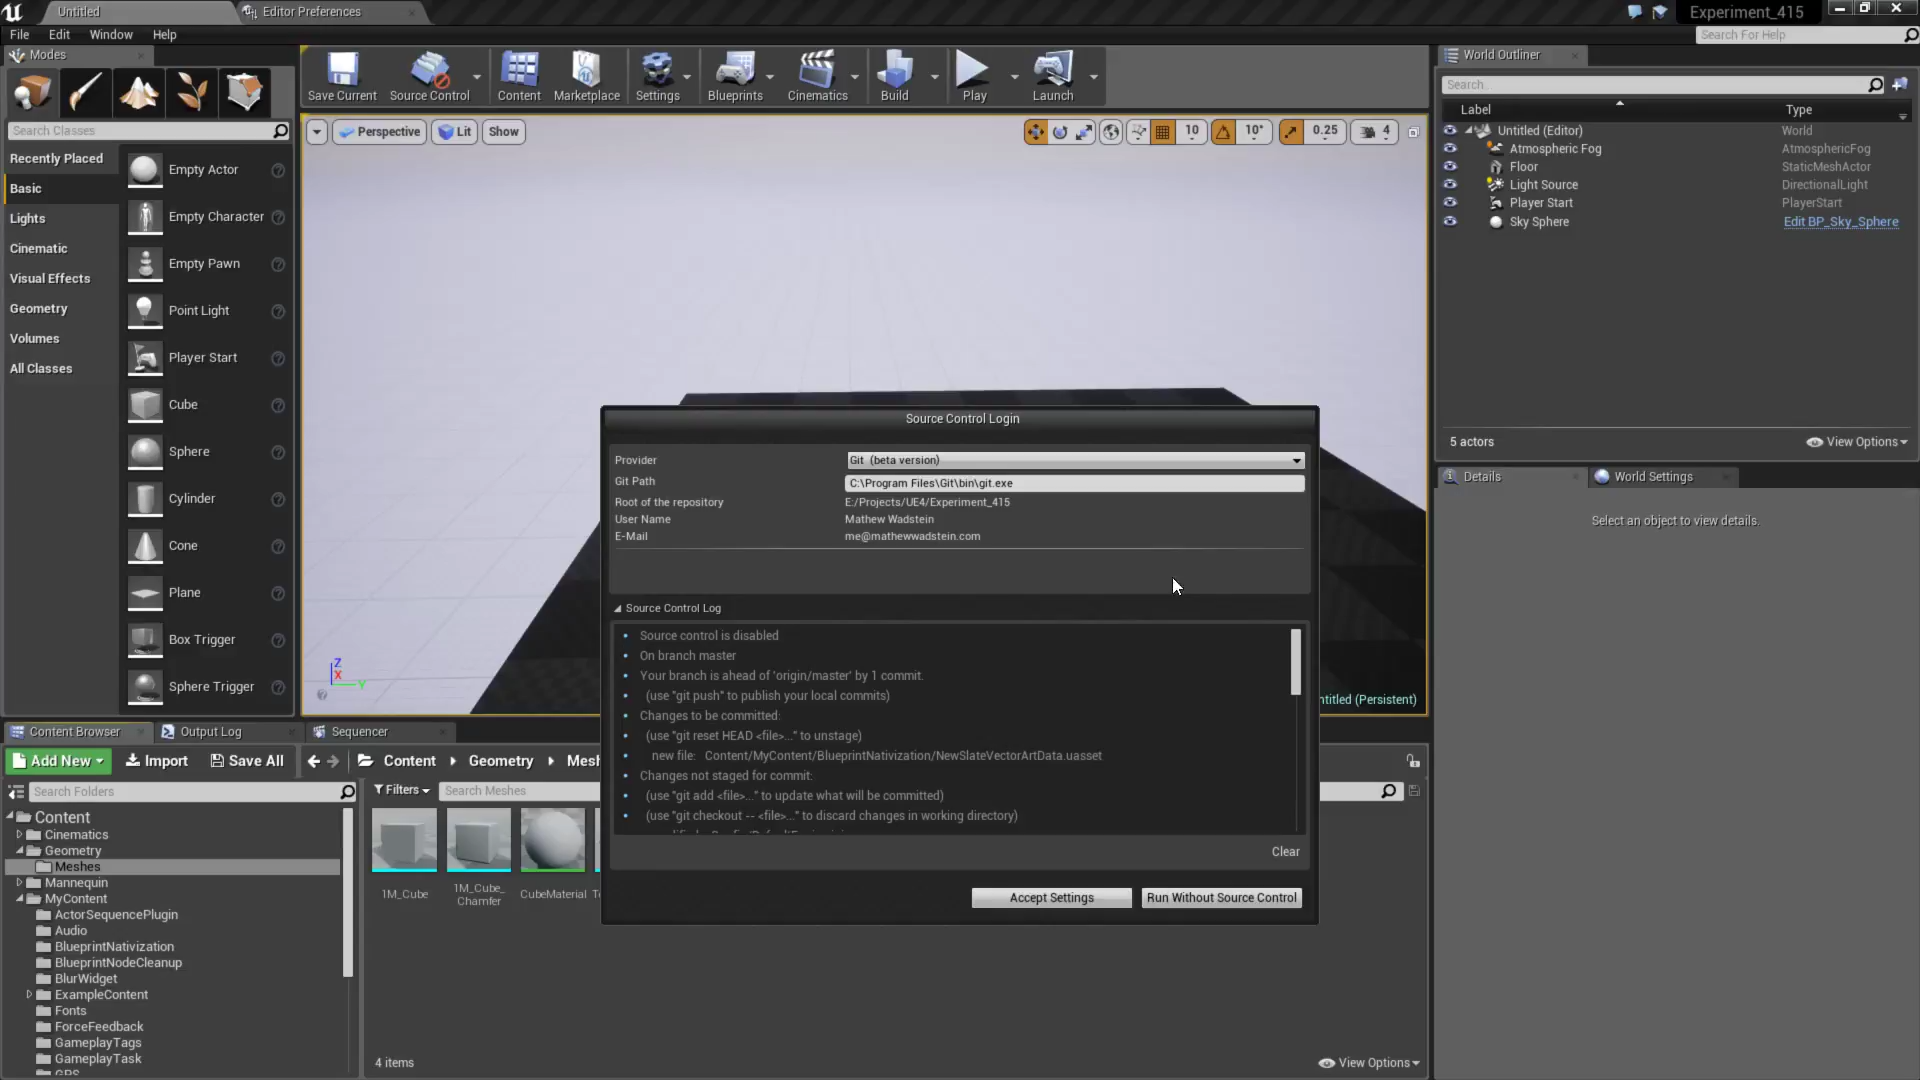 Untitled
Editor Preferences
Experiment_415
File Edit Window Help
Search For Help
Modes
Save Current
Source Control
Content
Marketplace
Settings
Blueprints
Cinematics
Build
Play
Launch
Search Classes
Recently Placed
Basic
Lights
Cinematic
Visual Effects
Geometry
Volumes
All Classes
Empty Actor
Empty Character
Empty Pawn
Point Light
Player Start
Cube
Sphere
Cylinder
Cone
Plane
Box Trigger
Sphere Trigger
Perspective
Lit
Show
10
10°
0.25
4
Z
X
Y
ntitled (Persistent)
World Outliner
Search...
Label Type
Untitled (Editor) World
Atmospheric Fog AtmosphericFog
Floor StaticMeshActor
Light Source DirectionalLight
Player Start PlayerStart
Sky Sphere Edit BP_Sky_Sphere
5 actors
View Options
Details
World Settings
Select an object to view details.
Source Control Login
Provider Git (beta version)
Git Path C:\Program Files\Git\bin\git.exe
Root of the repository E:/Projects/UE4/Experiment_415
User Name Mathew Wadstein
E-Mail me@mathewwadstein.com
Source Control Log
Source control is disabled
On branch master
Your branch is ahead of 'origin/master' by 1 commit.
(use "git push" to publish your local commits)
Changes to be committed:
(use "git reset HEAD <file>..." to unstage)
new file: Content/MyContent/BlueprintNativization/NewSlateVectorArtData.uasset
Changes not staged for commit:
(use "git add <file>..." to update what will be committed)
(use "git checkout -- <file>..." to discard changes in working directory)
Clear
Accept Settings
Run Without Source Control
Content Browser
Output Log
Sequencer
Add New
Import
Save All
Content
Geometry
Mesh
Search Folders
Filters
Search Meshes
Content
Cinematics
Geometry
Meshes
Mannequin
MyContent
ActorSequencePlugin
Audio
BlueprintNativization
BlueprintNodeCleanup
BlurWidget
ExampleContent
Fonts
ForceFeedback
GameplayTags
GameplayTask
GPS
1M_Cube
1M_Cube_
Chamfer
CubeMaterial
4 items
View Options